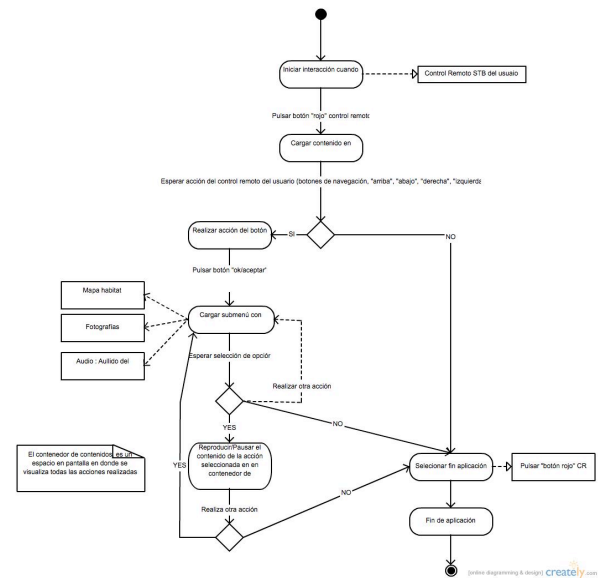 Iniciar interacción cuando
Control Remoto STB del usuaio
Pulsar botón "rojo" control remoto
Cargar contenido en
Esperar acción del control remoto del usuario (botones de navegación, "arriba", "abajo", "derecha", "izquierda
Realizar acción del botón
SI
NO
Pulsar botón "ok/aceptar"
Mapa habitat
Fotografías
Audio : Aullido del
Cargar submenú con
Esperar selección de opción
Realizar otra acción
YES
NO
Reproducir/Pausar el
contenido de la acción
seleccionada en en
contenedor de
El contenedor de contenidos, es un
espacio en pantalla en donde se
visualiza todas las acciones realizadas
YES
NO
Selecionar fin aplicación
Pulsar "botón rojo" CR
Realiza otra acción
Fin de aplicación
[online diagramming & design] creately.com